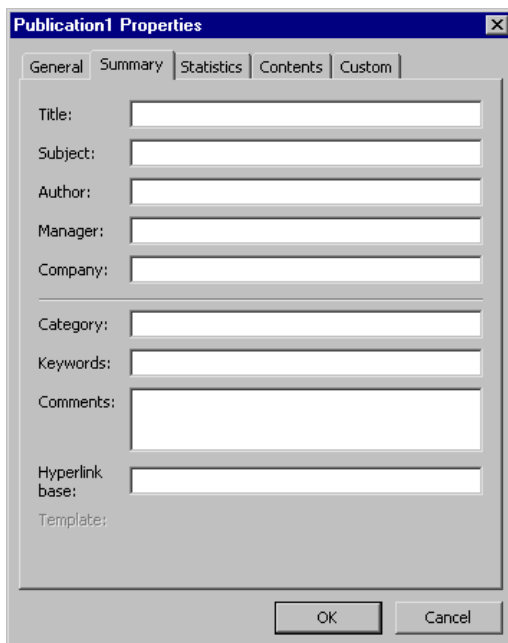 Publication1 Properties
General Summary Statistics Contents Custom
Title:
Subject:
Author:
Manager:
Company:
Category:
Keywords:
Comments:
Hyperlink
base:
Template:
OK Cancel